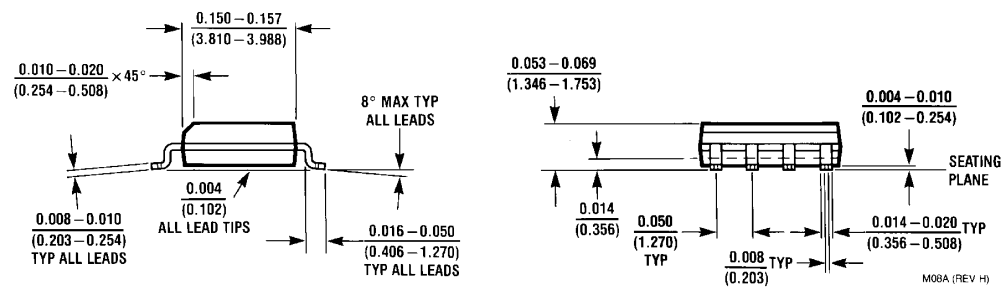 0.150 – 0.157
(3.810 – 3.988)
0.010 – 0.020
(0.254 – 0.508)
× 45°
8° MAX TYP
ALL LEADS
0.004
(0.102)
ALL LEAD TIPS
0.008 – 0.010
(0.203 – 0.254)
TYP ALL LEADS
0.016 – 0.050
(0.406 – 1.270)
TYP ALL LEADS
0.053 – 0.069
(1.346 – 1.753)
0.004 – 0.010
(0.102 – 0.254)
SEATING
PLANE
0.014
(0.356)
0.050
(1.270)
TYP
0.014 – 0.020
(0.356 – 0.508)
TYP
0.008
(0.203)
TYP
M08A (REV H)